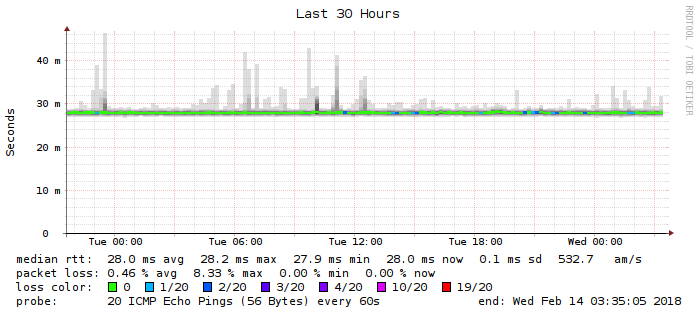 Last 30 Hours
RRDTOOL / TOBI OETIKER
Seconds
40 m
30 m
20 m
10 m
0
Tue 00:00 Tue 06:00 Tue 12:00 Tue 18:00 Wed 00:00
median rtt: 28.0 ms avg 28.2 ms max 27.9 ms min 28.0 ms now 0.1 ms sd 532.7 am/s
packet loss: 0.46 % avg 8.33 % max 0.00 % min 0.00 % now
loss color: 0 1/20 2/20 3/20 4/20 10/20 19/20
probe: 20 ICMP Echo Pings (56 Bytes) every 60s end: Wed Feb 14 03:35:05 2018